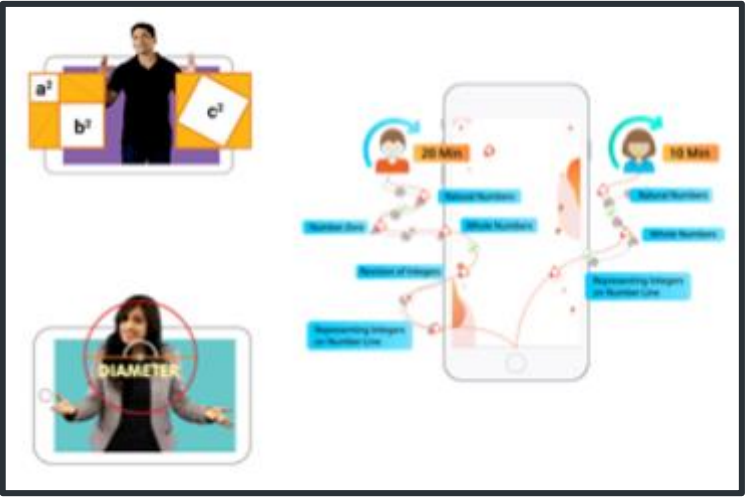 a²
b²
c²
20 Min
10 Min
Natural Numbers
Natural Numbers
Number Zero
Whole Numbers
Whole Numbers
Revision of Integers
Representing Integers
on Number Line
Representing Integers
on Number Line
DIAMETER